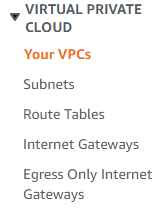 VIRTUAL PRIVATE
CLOUD
Your VPCs
Subnets
Route Tables
Internet Gateways
Egress Only Internet
Gateways